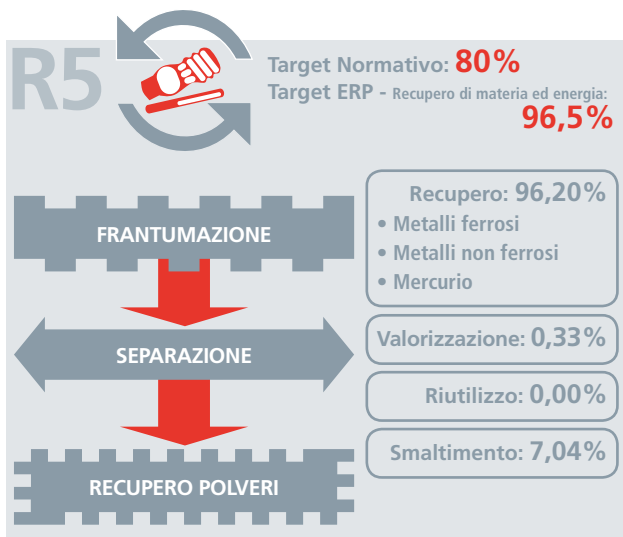 R5
Target Normativo: 80%
Target ERP - Recupero di materia ed energia:
96,5%
FRANTUMAZIONE
SEPARAZIONE
RECUPERO POLVERI
Recupero: 96,20%
• Metalli ferrosi
• Metalli non ferrosi
• Mercurio
Valorizzazione: 0,33%
Riutilizzo: 0,00%
Smaltimento: 7,04%